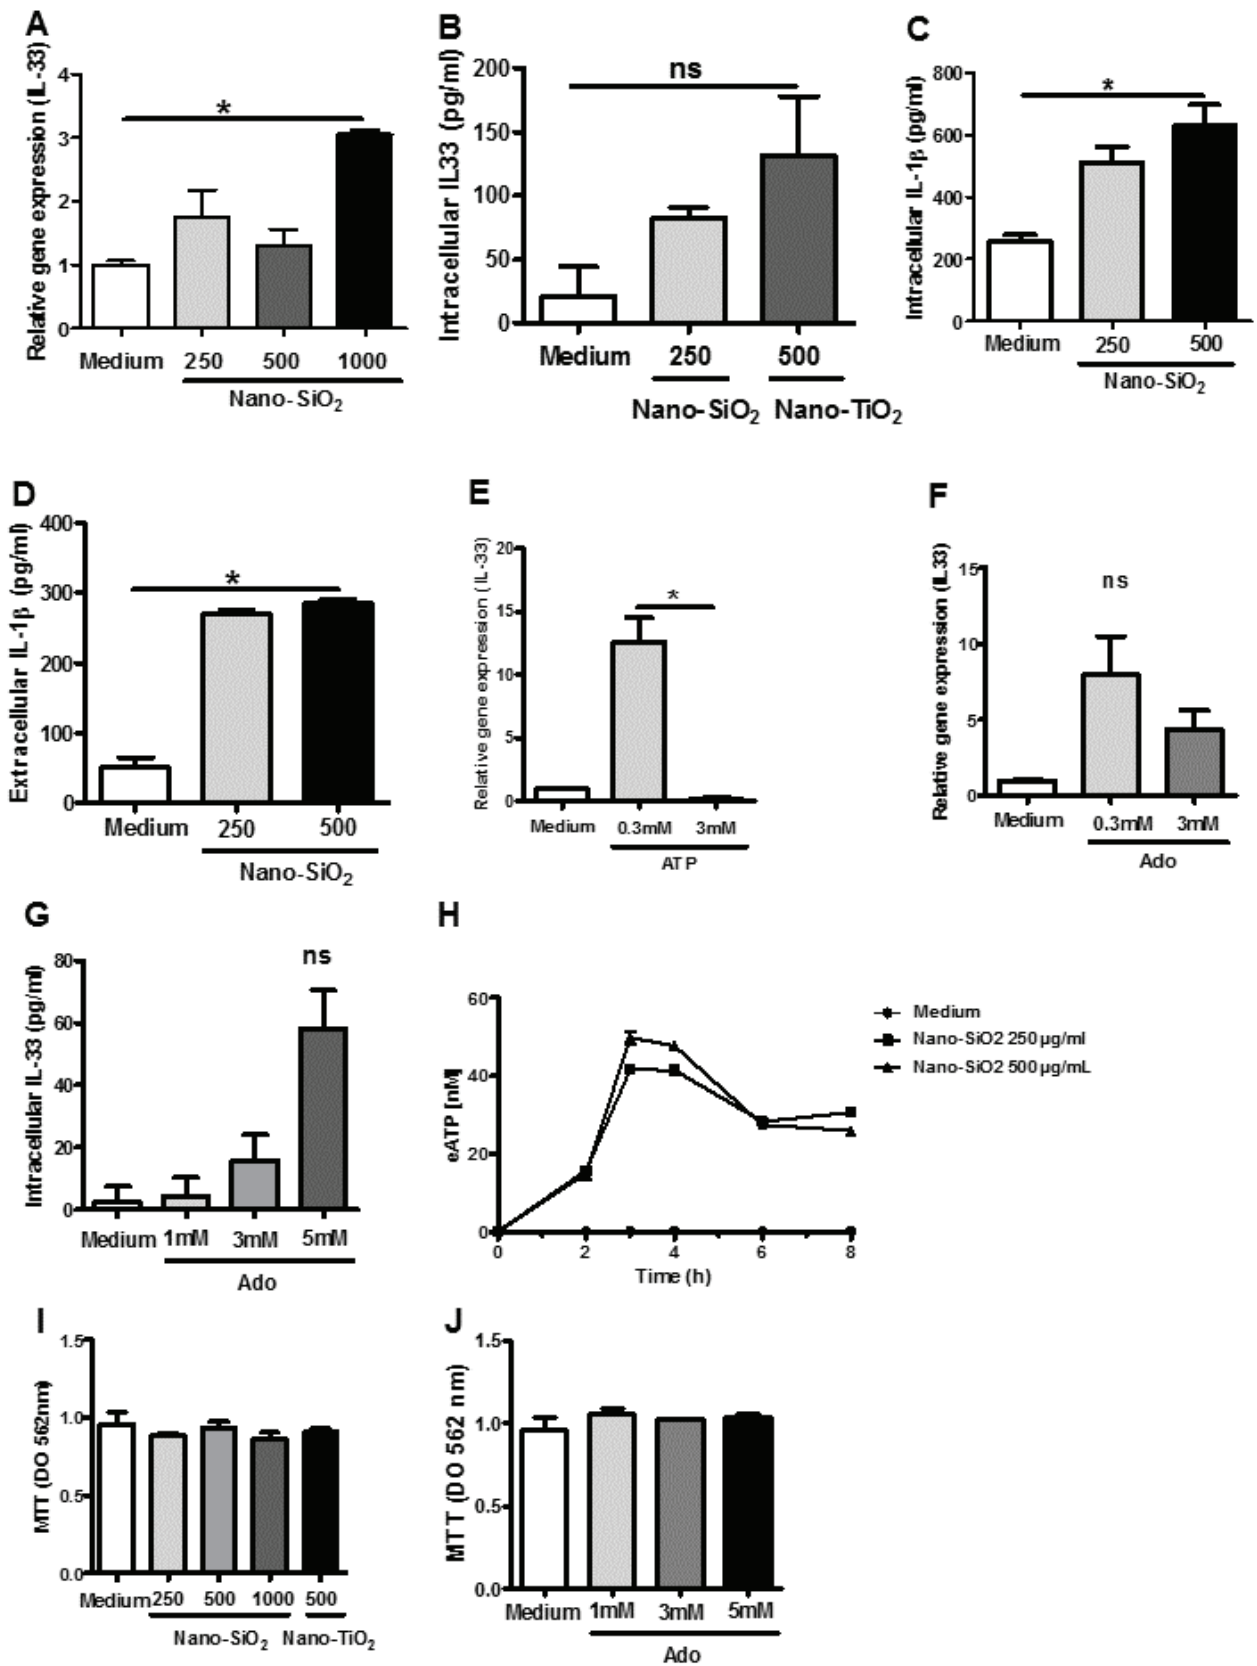 A
Relative gene expression (IL-33)
4
3
2
1
0
*
Medium 250 500 1000
Nano-SiO2
B
Intracellular IL33 (pg/ml)
200
150
100
50
0
ns
Medium 250 500
Nano-SiO2 Nano-TiO2
C
Intracellular IL-1β (pg/ml)
800
600
400
200
0
*
Medium 250 500
Nano-SiO2
D
Extracellular IL-1β (pg/ml)
400
300
200
100
0
*
Medium 250 500
Nano-SiO2
E
Relative gene expression (IL-33)
20
15
10
5
0
*
Medium 0.3mM 3mM
ATP
F
Relative gene expression (IL33)
15
10
5
0
ns
Medium 0.3mM 3mM
Ado
G
Intracellular IL-33 (pg/ml)
80
60
40
20
0
ns
Medium 1mM 3mM 5mM
Ado
H
eATP [nM]
60
40
20
0
0 2 4 6 8
Time (h)
Medium
Nano-SiO2 250µg/ml
Nano-SiO2 500µg/mL
I
MTT (DO 562nm)
1.5
1.0
0.5
0.0
Medium 250 500 1000 500
Nano-SiO2 Nano-TiO2
J
MTT (DO 562 nm)
1.5
1.0
0.5
0.0
Medium 1mM 3mM 5mM
Ado